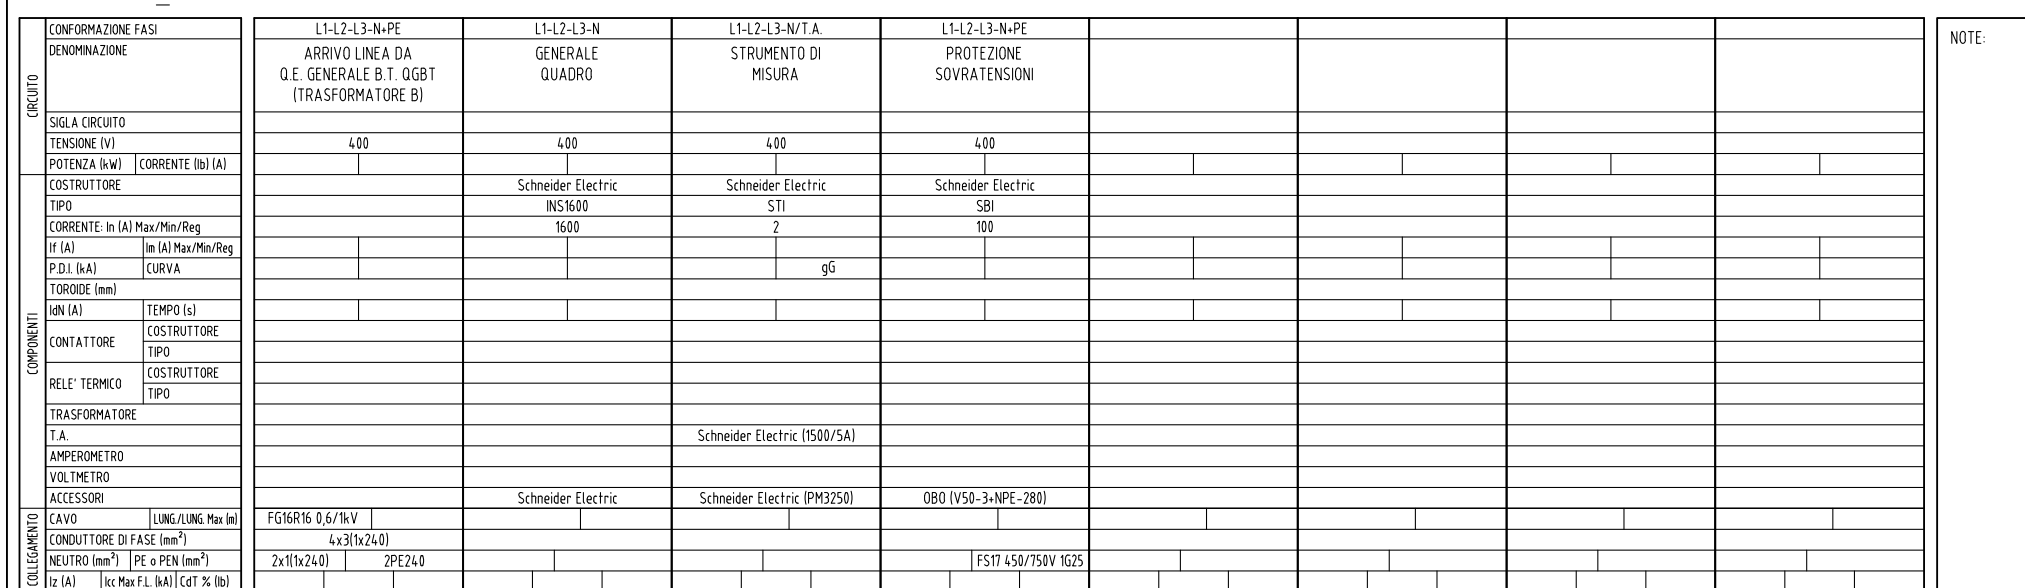 CONFORMAZIONE FASI L1-L2-L3-N+PE L1-L2-L3-N L1-L2-L3-N/T.A. L1-L2-L3-N+PE
NOTE:
CIRCUITO
DENOMINAZIONE ARRIVO LINEA DA GENERALE STRUMENTO DI PROTEZIONE
Q.E. GENERALE B.T. QGBT QUADRO MISURA SOVRATENSIONI
(TRASFORMATORE B)
SIGLA CIRCUITO
TENSIONE (V) 400 400 400 400
POTENZA (kW) CORRENTE (Ib) (A)
COMPONENTI
COSTRUTTORE Schneider Electric Schneider Electric Schneider Electric
TIPO INS1600 STI SBI
CORRENTE: In (A) Max/Min/Reg 1600 2 100
If (A) Im (A) Max/Min/Reg
P.D.I. (kA) CURVA gG
TOROIDE (mm)
IdN (A) TEMPO (s)
CONTATTORE COSTRUTTORE
TIPO
RELE' TERMICO COSTRUTTORE
TIPO
TRASFORMATORE
T.A. Schneider Electric (1500/5A)
AMPEROMETRO
VOLTMETRO
ACCESSORI Schneider Electric Schneider Electric (PM3250) OBO (V50-3+NPE-280)
COLLEGAMENTO
CAVO LUNG./LUNG. Max (m) FG16R16 0,6/1kV
CONDUTTORE DI FASE (mm²) 4x3(1x240)
NEUTRO (mm²) PE o PEN (mm²) 2x1(1x240) 2PE240 FS17 450/750V 1G25
Iz (A) Icc Max F.L. (kA) CdT % (Ib)